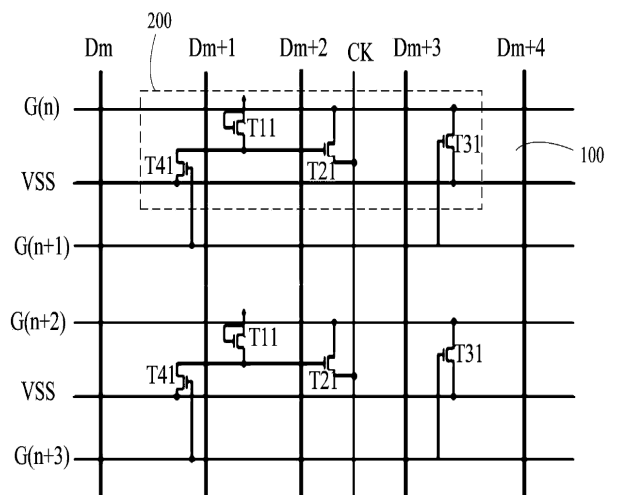 200
Dm Dm+1 Dm+2 CK Dm+3 Dm+4
G(n)
T11
T41 T21 T31
100
VSS
G(n+1)
G(n+2)
T11
T41 T21 T31
VSS
G(n+3)